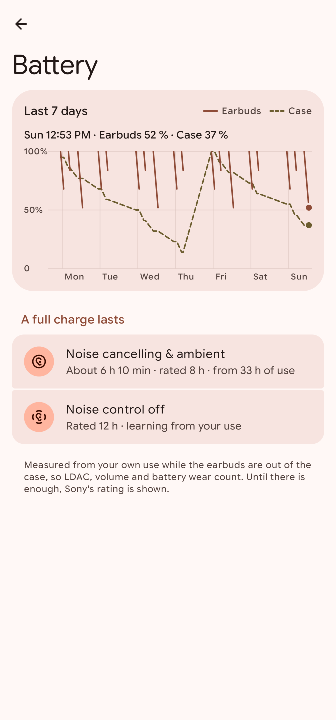 Battery
Last 7 days
Earbuds
Case
Sun 12:53 PM · Earbuds 52 % · Case 37 %
100%
50%
0
Mon Tue Wed Thu Fri Sat Sun
A full charge lasts
Noise cancelling & ambient
About 6 h 10 min · rated 8 h · from 33 h of use
Noise control off
Rated 12 h · learning from your use
Measured from your own use while the earbuds are out of the
case, so LDAC, volume and battery wear count. Until there is
enough, Sony's rating is shown.